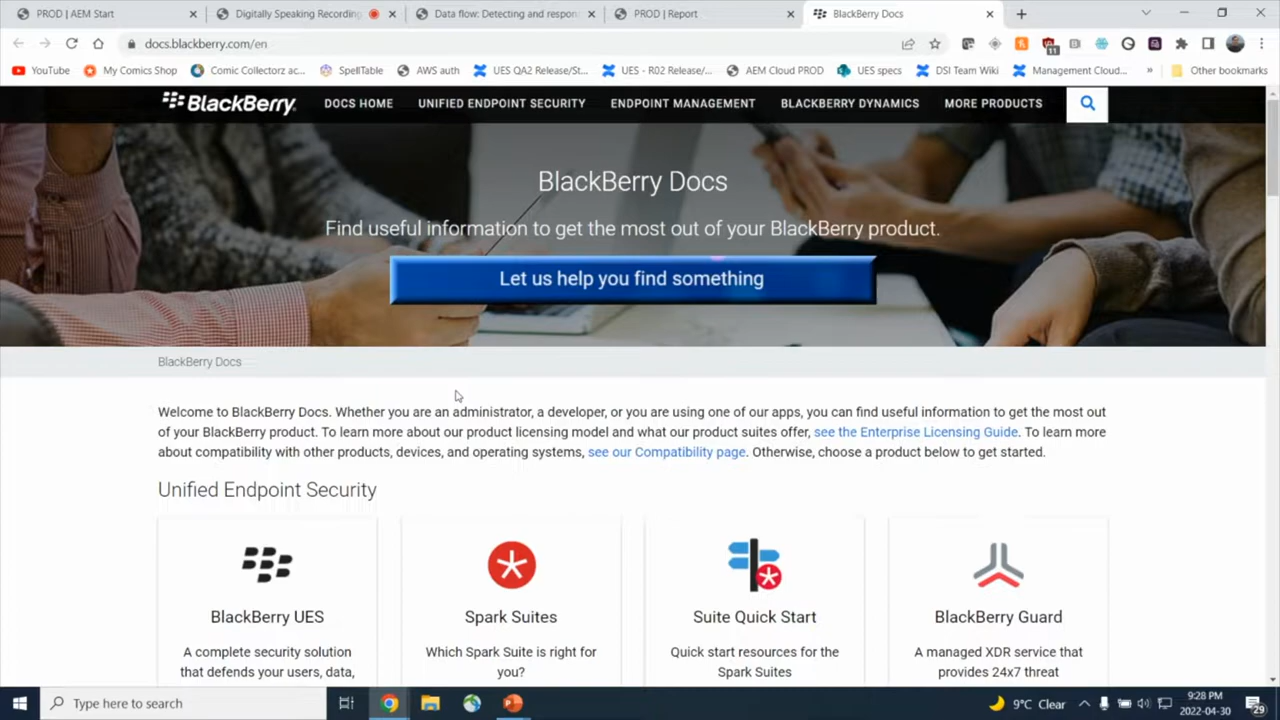 PROD | AEM Start
Digitally Speaking Recording
Data flow: Detecting and respon
PROD | Report
BlackBerry Docs
docs.blackberry.com/en
11
YouTube
My Comics Shop
Comic Collectorz ac...
SpellTable
AWS auth
UES QA2 Release/St...
UES - R02 Release/...
AEM Cloud PROD
UES specs
DSI Team Wiki
Management Cloud...
»
Other bookmarks
BlackBerry
DOCS HOME
UNIFIED ENDPOINT SECURITY
ENDPOINT MANAGEMENT
BLACKBERRY DYNAMICS
MORE PRODUCTS
BlackBerry Docs
Find useful information to get the most out of your BlackBerry product.
Let us help you find something
BlackBerry Docs
Welcome to BlackBerry Docs. Whether you are an administrator, a developer, or you are using one of our apps, you can find useful information to get the most out
of your BlackBerry product. To learn more about our product licensing model and what our product suites offer, see the Enterprise Licensing Guide. To learn more
about compatibility with other products, devices, and operating systems, see our Compatibility page. Otherwise, choose a product below to get started.
Unified Endpoint Security
BlackBerry UES
A complete security solution
that defends your users, data,
Spark Suites
Which Spark Suite is right for
you?
Suite Quick Start
Quick start resources for the
Spark Suites
BlackBerry Guard
A managed XDR service that
provides 24x7 threat
Type here to search
9°C Clear
9:28 PM
2022-04-30
29